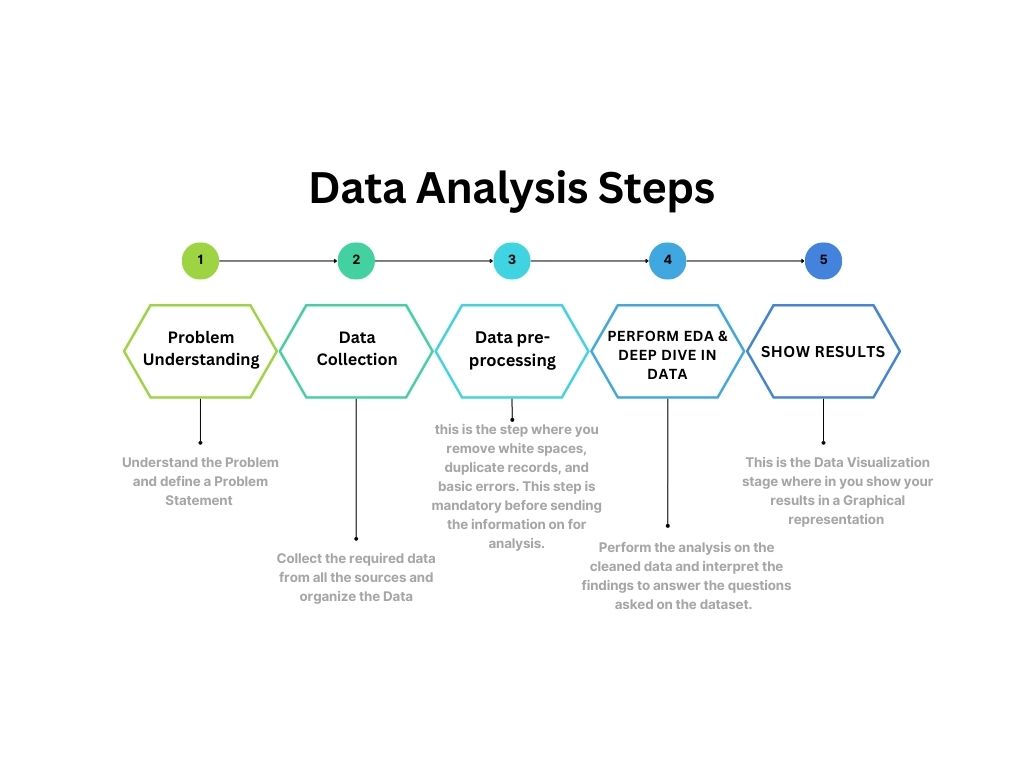 Data Analysis Steps
1
2
3
4
5
Problem
Understanding
Data
Collection
Data pre-
processing
PERFORM EDA &
DEEP DIVE IN
DATA
SHOW RESULTS
Understand the Problem
and define a Problem
Statement
Collect the required data
from all the sources and
organize the Data
this is the step where you
remove white spaces,
duplicate records, and
basic errors. This step is
mandatory before sending
the information on for
analysis.
Perform the analysis on the
cleaned data and interpret the
findings to answer the questions
asked on the dataset.
This is the Data Visualization
stage where in you show your
results in a Graphical
representation